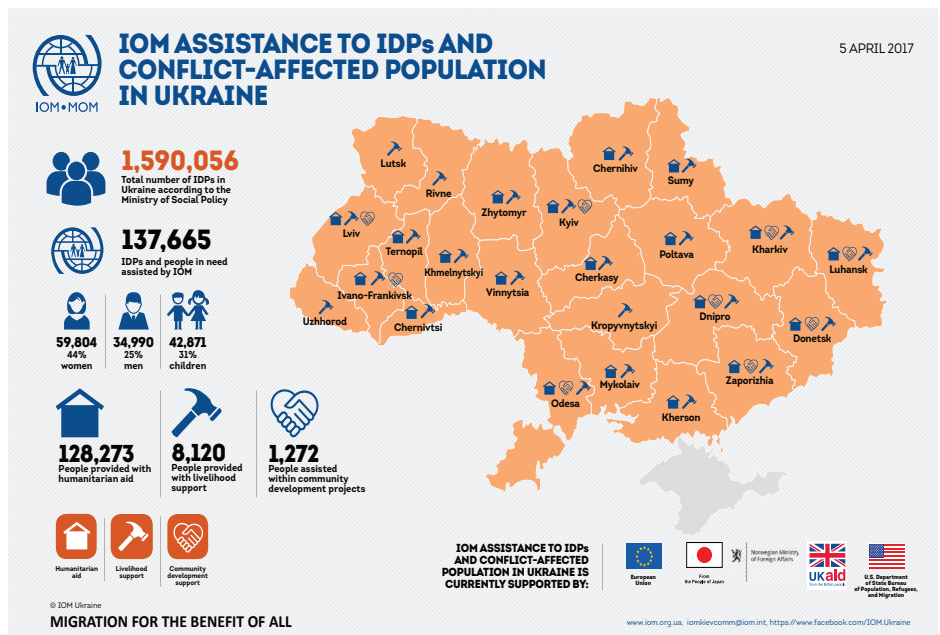 IOM ASSISTANCE TO IDPs AND
CONFLICT-AFFECTED POPULATION
IN UKRAINE
5 APRIL 2017
IOM•MOM
1,590,056
Total number of IDPs in
Ukraine according to the
Ministry of Social Policy
137,665
IDPs and people in need
assisted by IOM
59,804
44%
women
34,990
25%
men
42,871
31%
children
128,273
People provided with
humanitarian aid
8,120
People provided
with livelihood
support
1,272
People assisted
within community
development projects
Humanitarian
aid
Livelihood
support
Community
development
support
Lutsk
Rivne
Zhytomyr
Kyiv
Chernihiv
Sumy
Lviv
Ternopil
Khmelnytskyi
Vinnytsia
Cherkasy
Poltava
Kharkiv
Luhansk
Ivano-Frankivsk
Uzhhorod
Chernivtsi
Kropyvnytskyi
Dnipro
Donetsk
Odesa
Mykolaiv
Zaporizhia
Kherson
IOM ASSISTANCE TO IDPs
AND CONFLICT-AFFECTED
POPULATION IN UKRAINE IS
CURRENTLY SUPPORTED BY:
European
Union
From
the People of Japan
Norwegian Ministry
of Foreign Affairs
UKaid
from the British people
U.S. Department
of State Bureau
of Population, Refugees,
and Migration
© IOM Ukraine
MIGRATION FOR THE BENEFIT OF ALL
www.iom.org.ua, iomkievcomm@iom.int, https://www.facebook.com/IOM.Ukraine